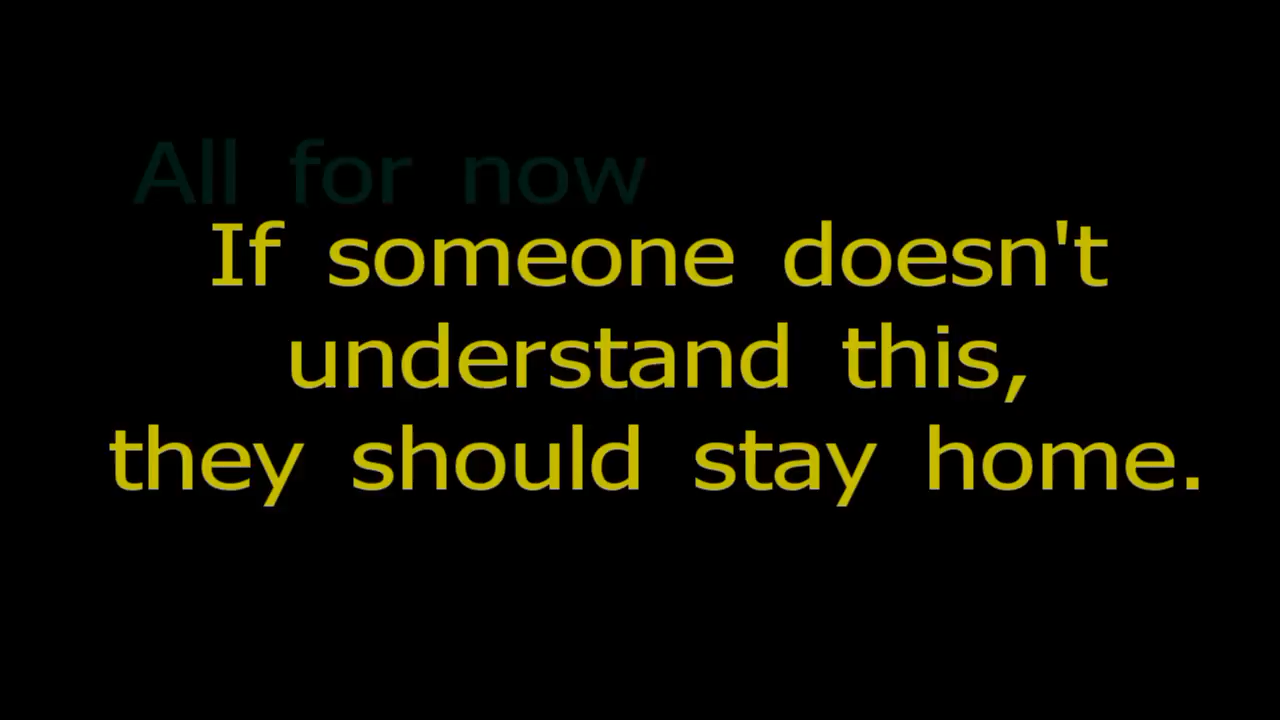 All for now
If someone doesn't
understand this,
they should stay home.